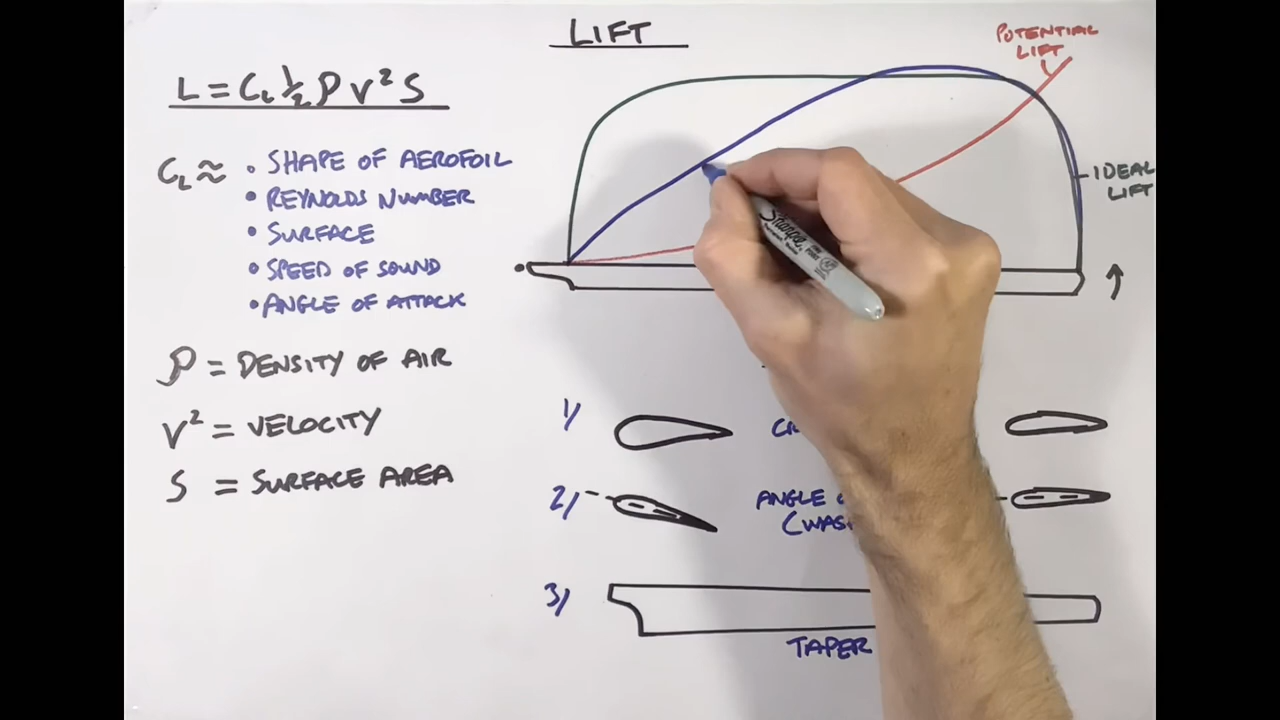 LIFT
L = CL ½ ρ V² S
CL ≈ • SHAPE OF AEROFOIL
• REYNOLDS NUMBER
• SURFACE
• SPEED OF SOUND
• ANGLE OF ATTACK
ρ = DENSITY OF AIR
V² = VELOCITY
S = SURFACE AREA
POTENTIAL
LIFT
IDEAL
LIFT
1/
2/ ANGLE
3/
TAPER
Sharpie